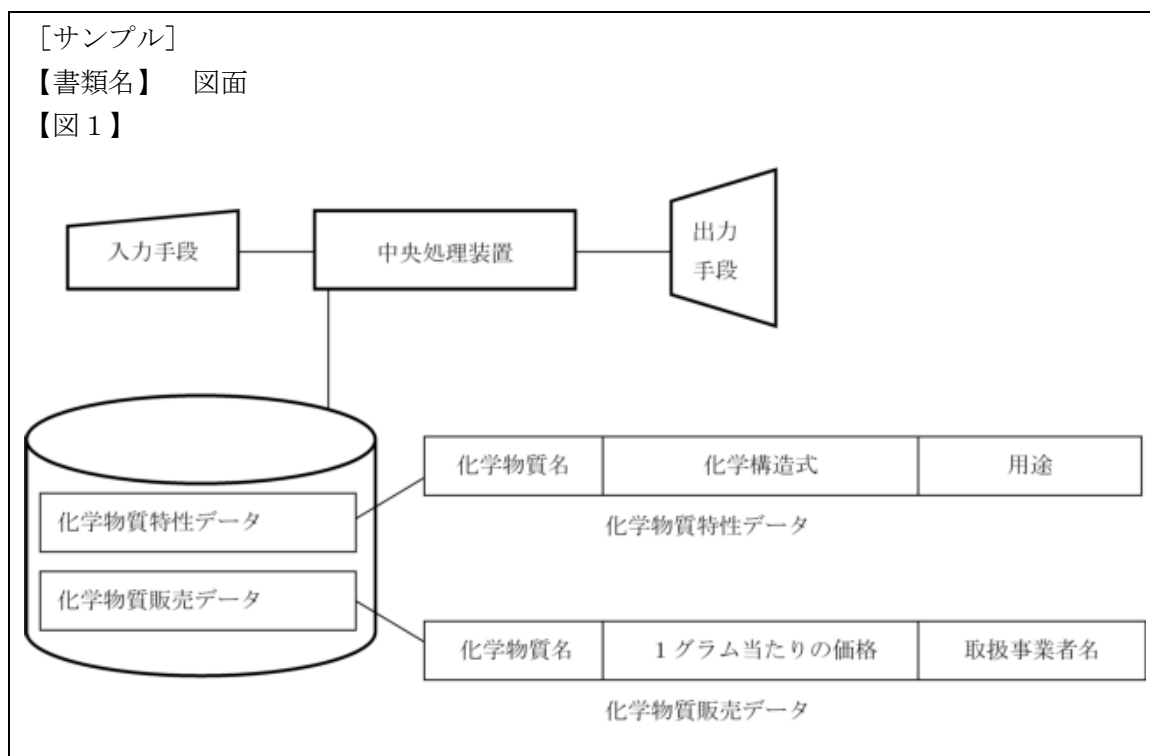 ［サンプル］
【書類名】　図面
【図１】
入力手段
中央処理装置
出力
手段
化学物質特性データ
化学物質名
化学構造式
用途
化学物質特性データ
化学物質販売データ
化学物質名
１グラム当たりの価格
取扱事業者名
化学物質販売データ